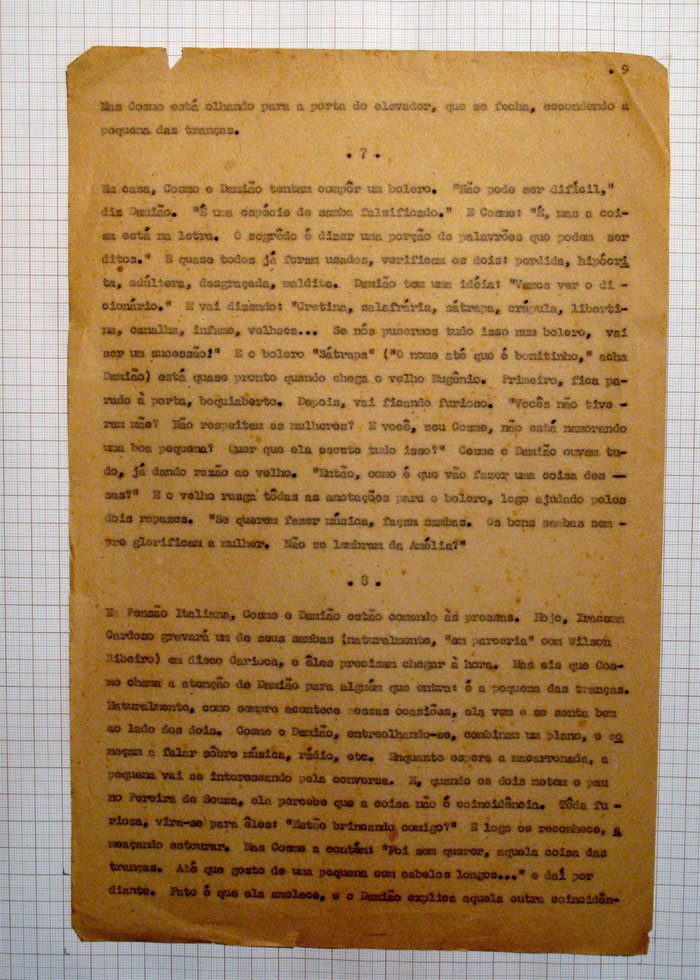 . 9
Mas Cosme está olhando para a porta do elevador, que se fecha, escondendo a
pequena das tranças.
. 7 .
Em casa, Cosme e Damião tentam compôr um bolero. "Não pode ser difícil,"
diz Damião. "É uma espécie de samba falsificado." E Cosme: "É, mas a coi-
sa está na letra. O segrêdo é dizer uma porção de palavrões que podem ser
ditos." E quase todos já foram usados, verificam os dois: perdida, hipócri
ta, adúltera, desgraçada, maldita. Damião tem uma idéia: "Vamos ver o di -
cionário." E vai dizendo: "Cretina, salafrária, sátrapa, crápula, liberti-
na, canalha, infame, velhaca... Se nós pusermos tudo isso num bolero, vai
ser um sucessão!" E o bolero "Sátrapa" ("O nome até que é bonitinho," acha
Damião) está quase pronto quando chega o velho Eugênio. Primeiro, fica pa-
rado à porta, boquiaberto. Depois, vai ficando furioso. "Vocês não tive -
ram mãe? Não respeitam as mulheres? E você, seu Cosme, não está namorando
uma boa pequena? Quer que ela escute tudo isso?" Cosme e Damião ouvem tu-
do, já dando razão ao velho. "Então, como é que vão fazer uma coisa des -
sas?" E o velho rasga tôdas as anotações para o bolero, logo ajudado pelos
dois rapazes. "Se querem fazer música, façam sambas. Os bons sambas sem -
pre glorificam a mulher. Não se lembram da Amélia?"
. 8 .
Na Pensão Italiana, Cosme e Damião estão comendo às pressas. Hoje, Iracema
Cardoso gravará um de seus sambas (naturalmente, "em parceria" com Wilson
Ribeiro) em disco Carioca, e êles precisam chegar à hora. Mas eis que Cos-
me chama a atenção de Damião para alguém que entra: é a pequena das tranças.
Naturalmente, como sempre acontece nessas ocasiões, ela vem e se senta bem
ao lado dos dois. Cosme e Damião, entreolhando-se, combinam um plano, e co
meçam a falar sôbre música, rádio, etc. Enquanto espera a macarronada, a
pequena vai se interessando pela conversa. E, quando os dois metem o pau
no Pereira de Souza, ela percebe que a coisa não é coincidência. Tôda fu -
riosa, vira-se para êles: "Estão brincando comigo?" E logo os reconhece, a
meaçando estourar. Mas Cosme a contém: "Foi sem querer, aquela coisa das
tranças. Até que gosto de uma pequena com cabelos longos..." e daí por
diante. Fato é que ela amolece, e o Damião explica aquela outra coincidên-